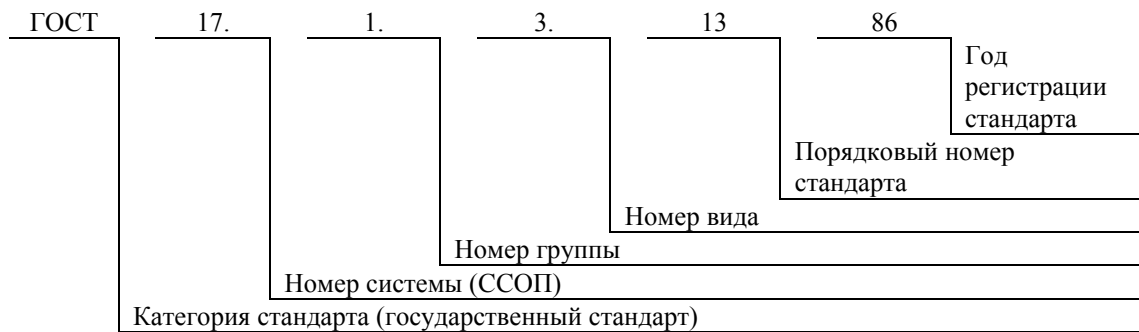 ГОСТ 17. 1. 3. 13 86
Год
регистрации
стандарта
Порядковый номер
стандарта
Номер вида
Номер группы
Номер системы (ССОП)
Категория стандарта (государственный стандарт)